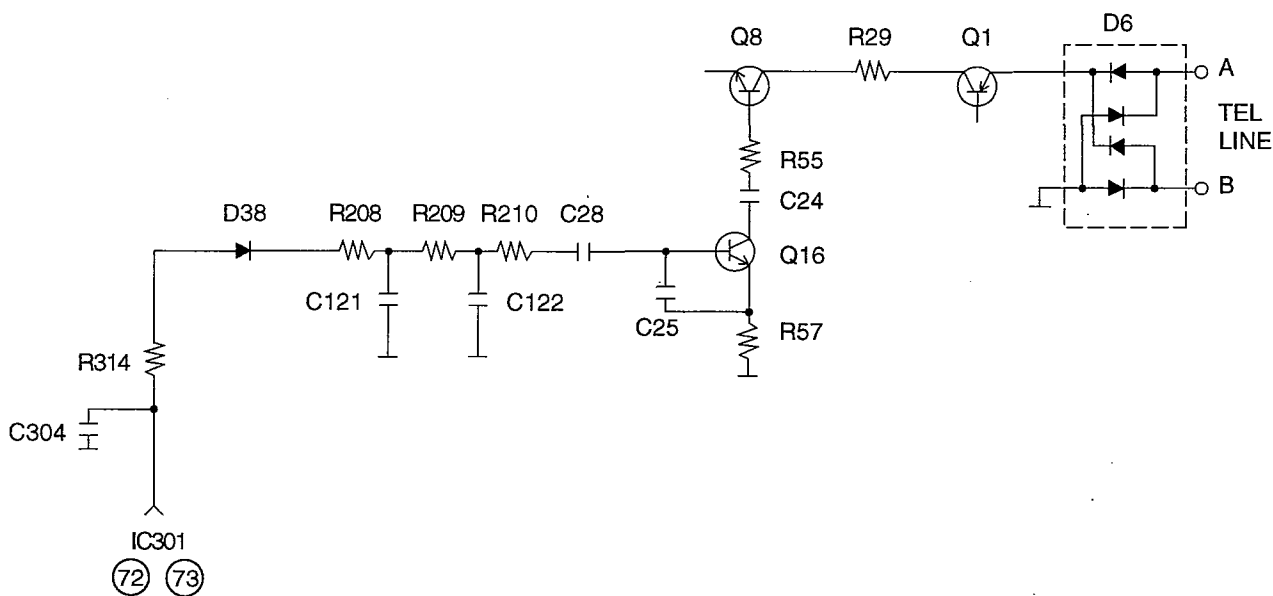 D6
Q8 R29 Q1
A
TEL
LINE
R55
C24
B
D38 R208 R209 R210 C28
Q16
C121 C122
C25 R57
R314
C304
IC301
72 73